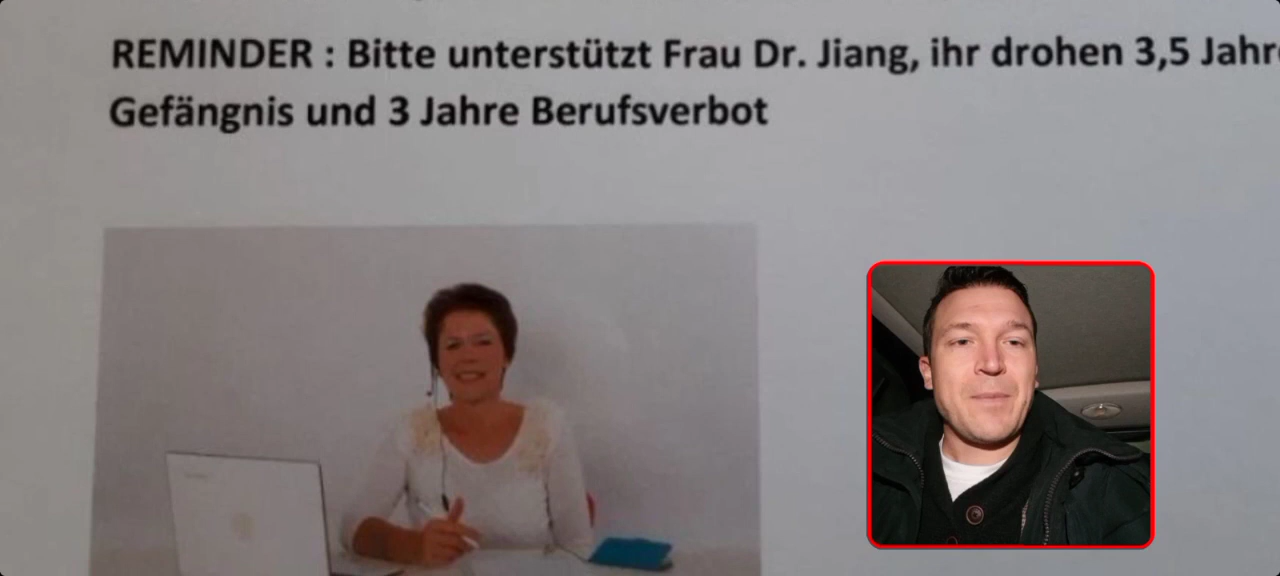 REMINDER : Bitte unterstützt Frau Dr. Jiang, ihr drohen 3,5 Jahre
Gefängnis und 3 Jahre Berufsverbot